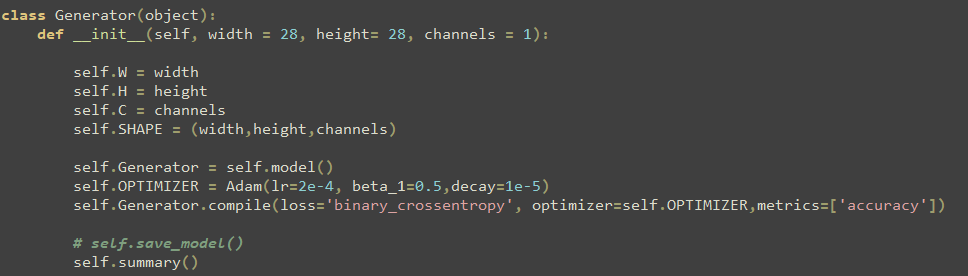 class Generator(object):
    def __init__(self, width = 28, height= 28, channels = 1):
        self.W = width
        self.H = height
        self.C = channels
        self.SHAPE = (width,height,channels)
        self.Generator = self.model()
        self.OPTIMIZER = Adam(lr=2e-4, beta_1=0.5,decay=1e-5)
        self.Generator.compile(loss='binary_crossentropy', optimizer=self.OPTIMIZER,metrics=['accuracy'])
        # self.save_model()
        self.summary()